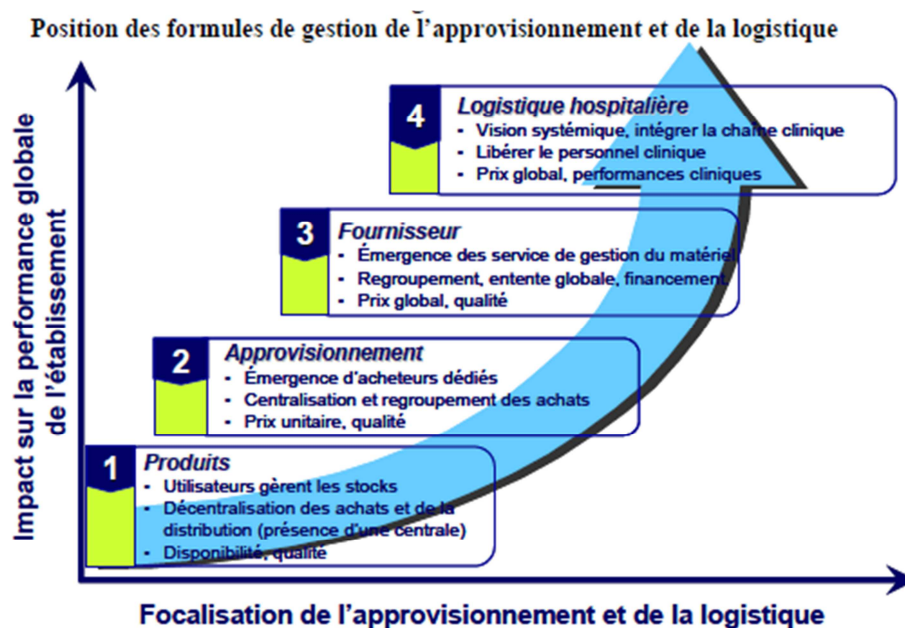 Position des formules de gestion de l'approvisionnement et de la logistique
Impact sur la performance globale
de l'établissement
4
Logistique hospitalière
- Vision systémique, intégrer la chaîne clinique
- Libérer le personnel clinique
- Prix global, performances cliniques
3
Fournisseur
- Émergence des service de gestion du matériel
- Regroupement, entente globale, financement
- Prix global, qualité
2
Approvisionnement
- Émergence d'acheteurs dédiés
- Centralisation et regroupement des achats
- Prix unitaire, qualité
1
Produits
- Utilisateurs gèrent les stocks
- Décentralisation des achats et de la
distribution (présence d'une centrale)
- Disponibilité, qualité
Focalisation de l'approvisionnement et de la logistique